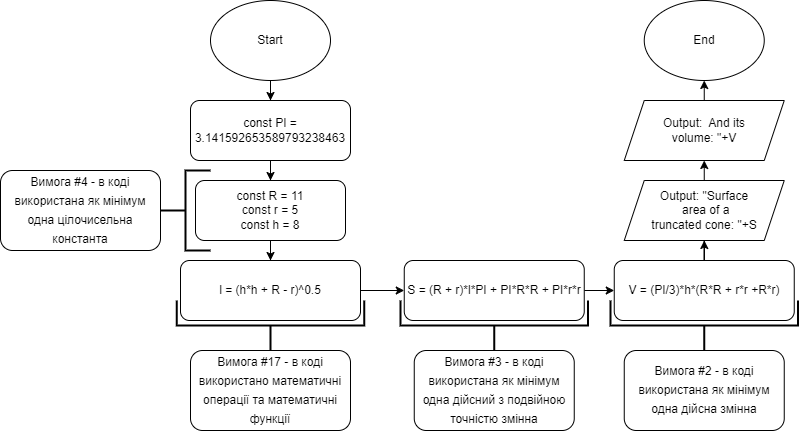 Start
const PI =
3.141592653589793238463
Вимога #4 - в коді
використана як мінімум
одна цілочисельна
константа
const R = 11
const r = 5
const h = 8
l = (h*h + R - r)^0.5
Вимога #17 - в коді
використано математичні
операції та математичні
функції
S = (R + r)*l*PI + PI*R*R + PI*r*r
Вимога #3 - в коді
використана як мінімум
одна дійсний з подвійною
точністю змінна
V = (PI/3)*h*(R*R + r*r +R*r)
Вимога #2 - в коді
використана як мінімум
одна дійсна змінна
Output: "Surface
area of a
truncated cone: "+S
Output:  And its
volume: "+V
End